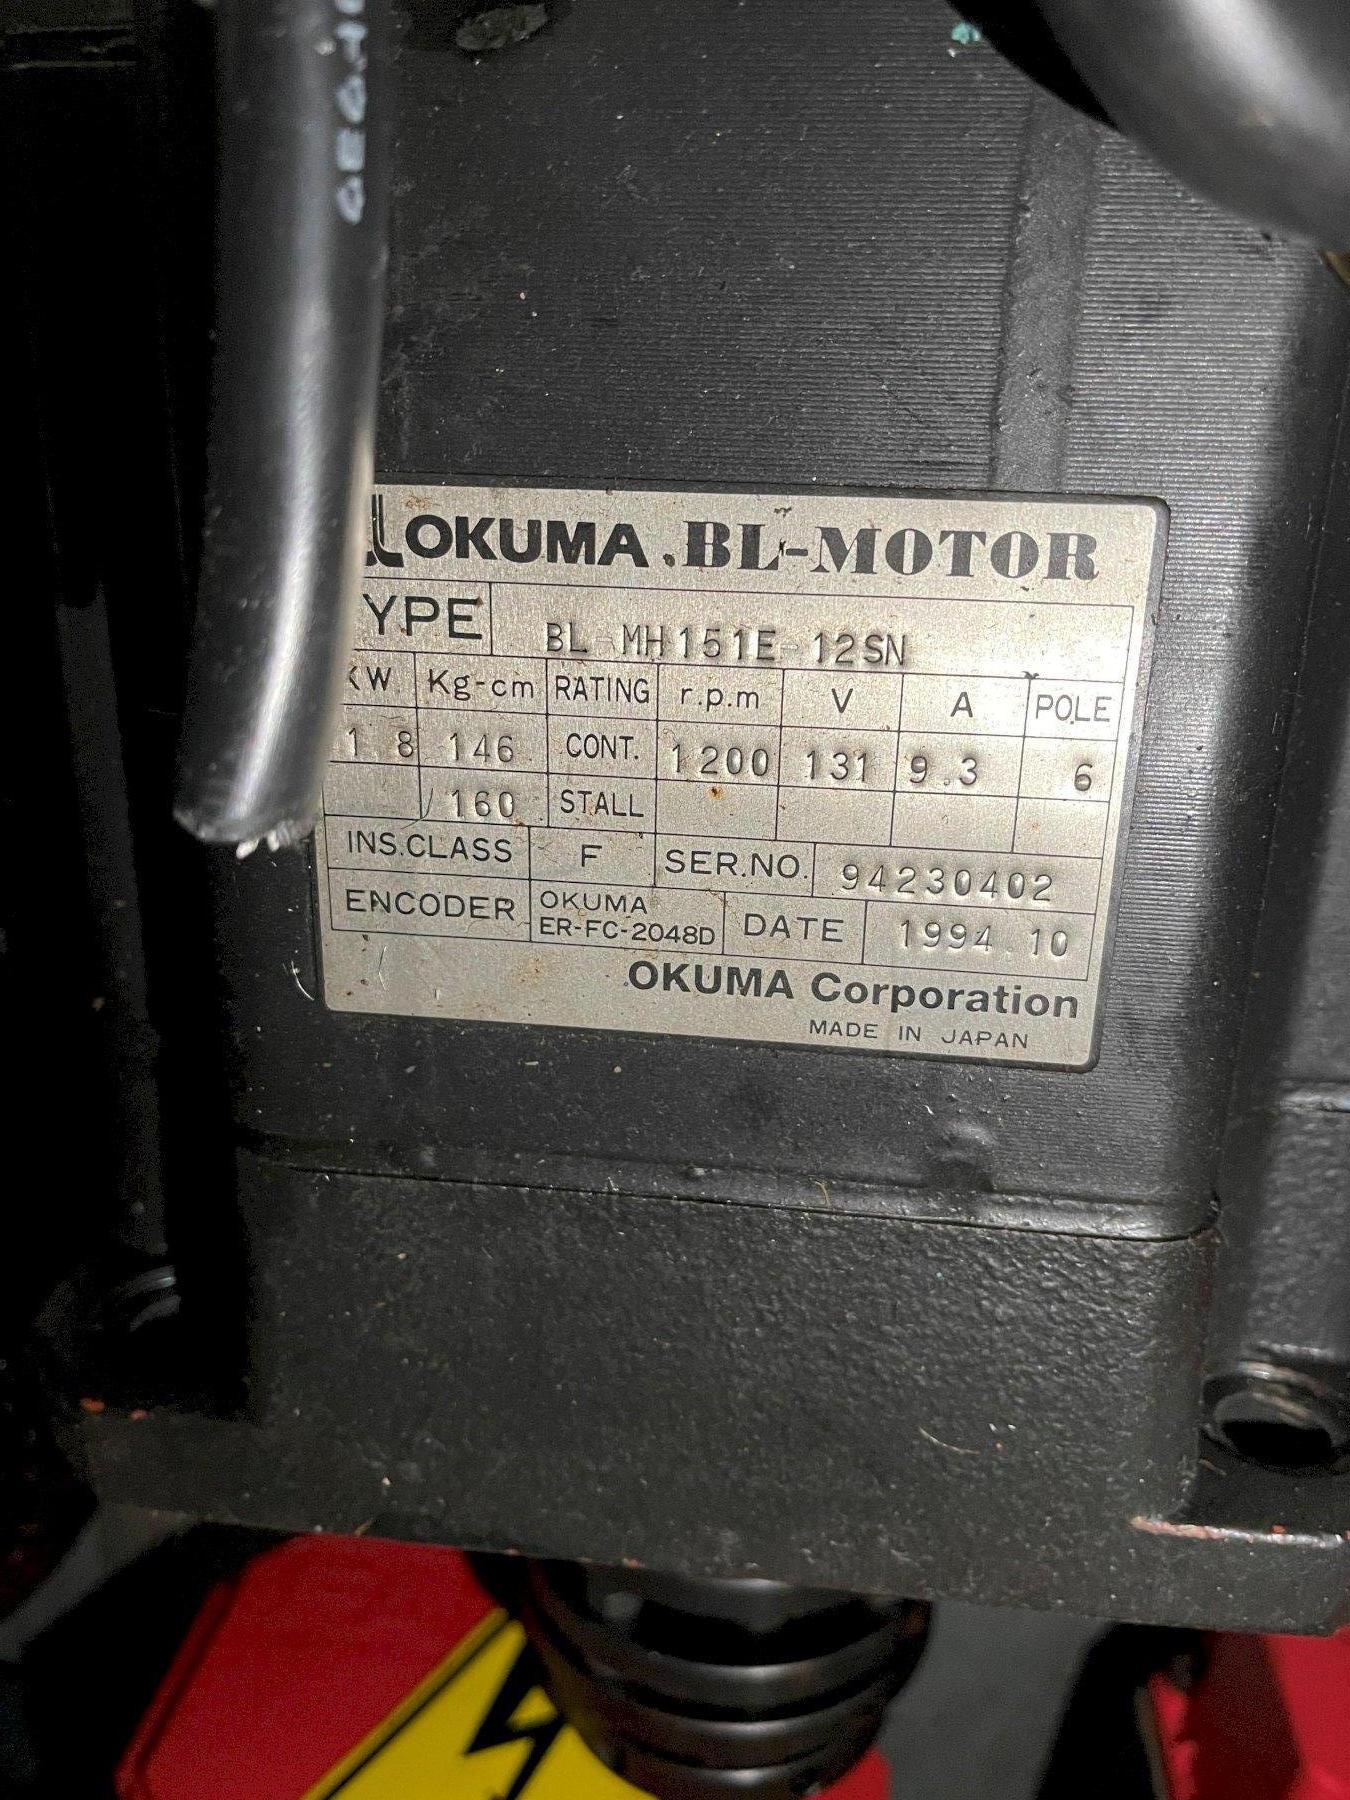 OKUMA BL-MOTOR
YPE BL-MH151E-12SN
KW Kg-cm RATING r.p.m V A POLE
1.8 146 CONT. 1200 131 9.3 6
160 STALL
INS.CLASS F SER.NO. 94230402
ENCODER OKUMA
ER-FC-2048D DATE 1994.10
OKUMA Corporation
MADE IN JAPAN